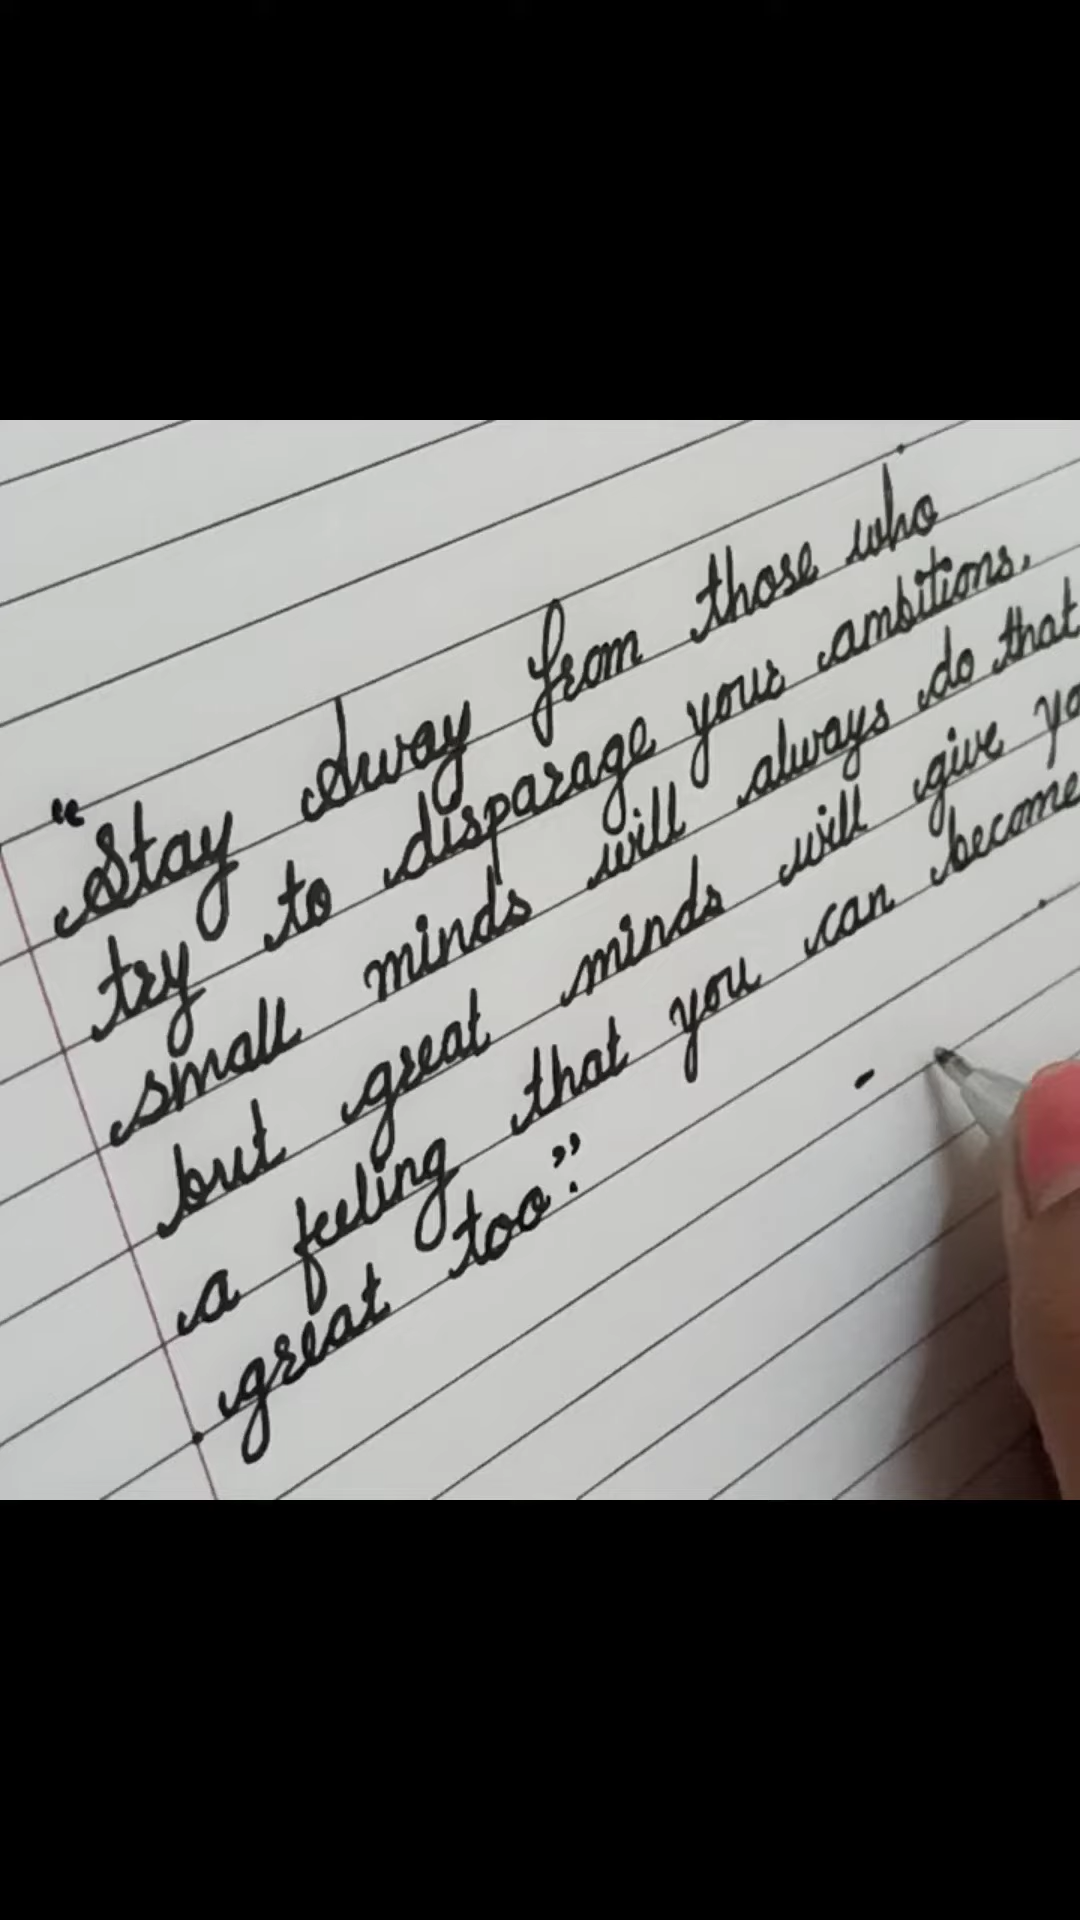 “Stay Away from those who
try to disparage your ambitions.
small minds will always do that
but great minds will give yo
a feeling that you can become
great too”.
-